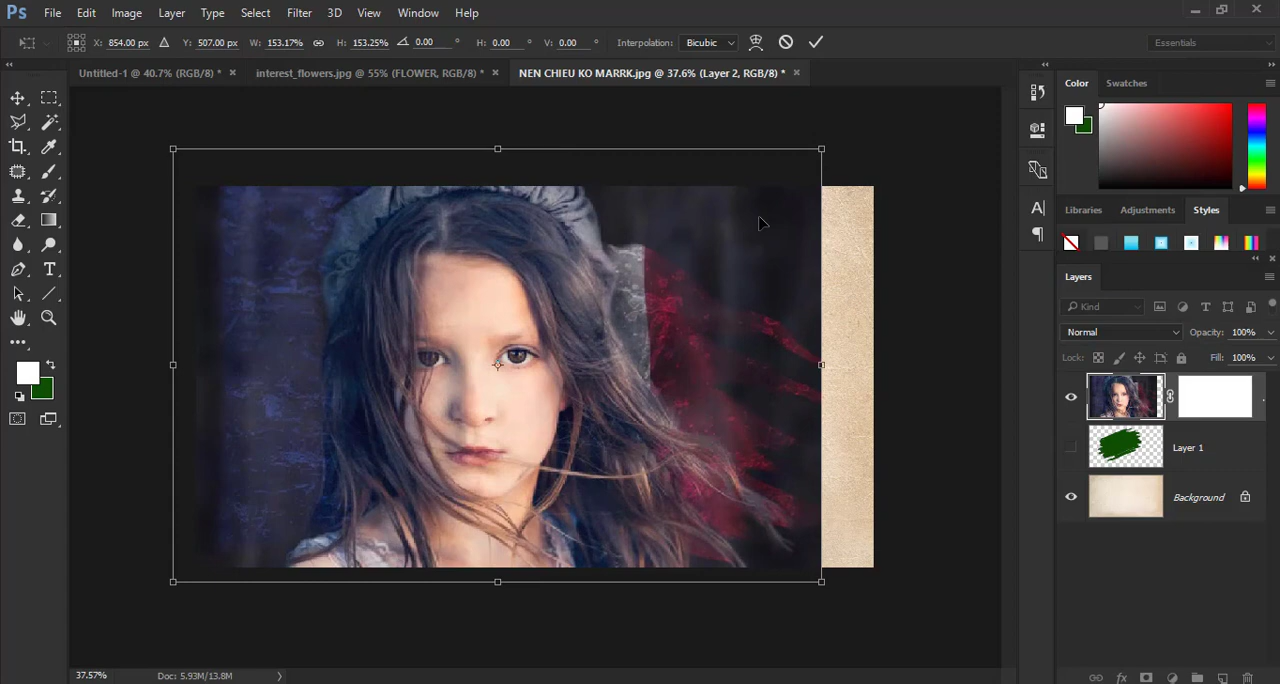 Ps File Edit Image Layer Type Select Filter 3D View Window Help
X: 854.00 px Y: 507.00 px W: 153.17% H: 153.25% 0.00 ° H: 0.00 ° V: 0.00 ° Interpolation: Bicubic Essentials
Untitled-1 @ 40.7% (RGB/8) * × interest_flowers.jpg @ 55% (FLOWER, RGB/8) * × NEN CHIEU KO MARRK.jpg @ 37.6% (Layer 2, RGB/8) * ×
Color Swatches
Libraries Adjustments Styles
Layers
Kind
Normal Opacity: 100%
Lock: Fill: 100%
Layer 1
Background
37.57% Doc: 5.93M/13.8M